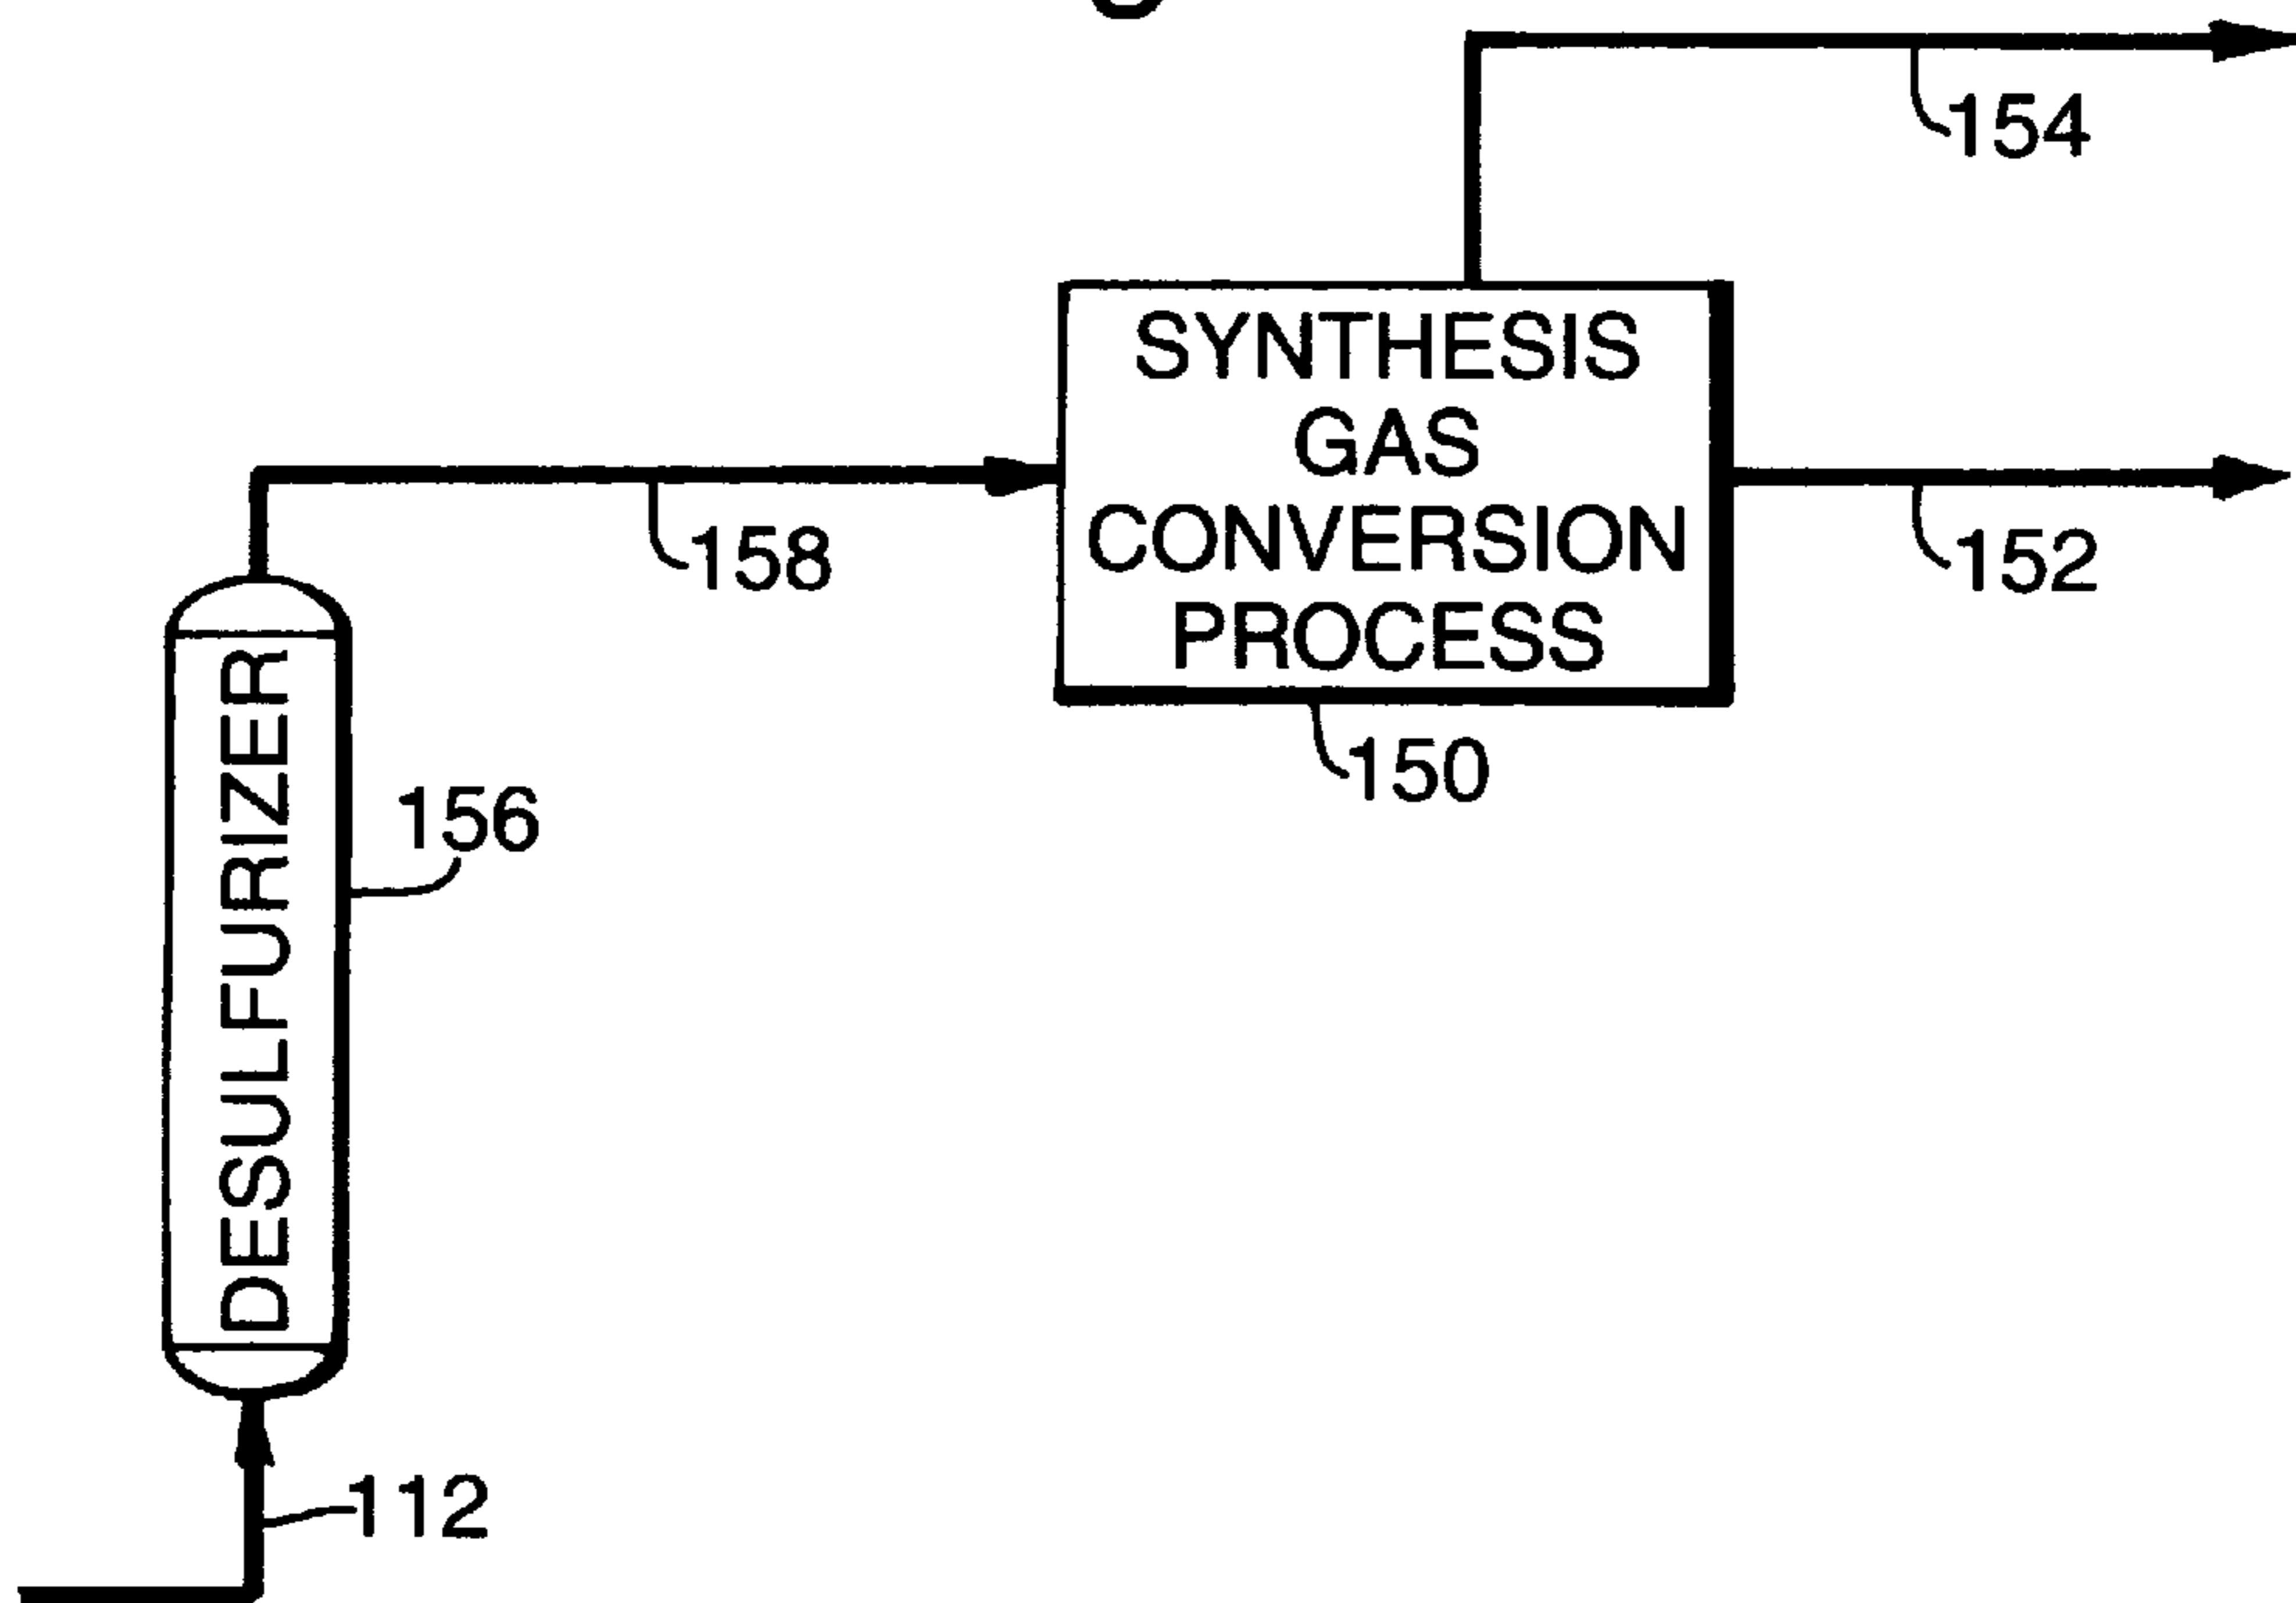 154
SYNTHESIS
GAS
CONVERSION
PROCESS
158
152
150
DESULFURIZER
156
112